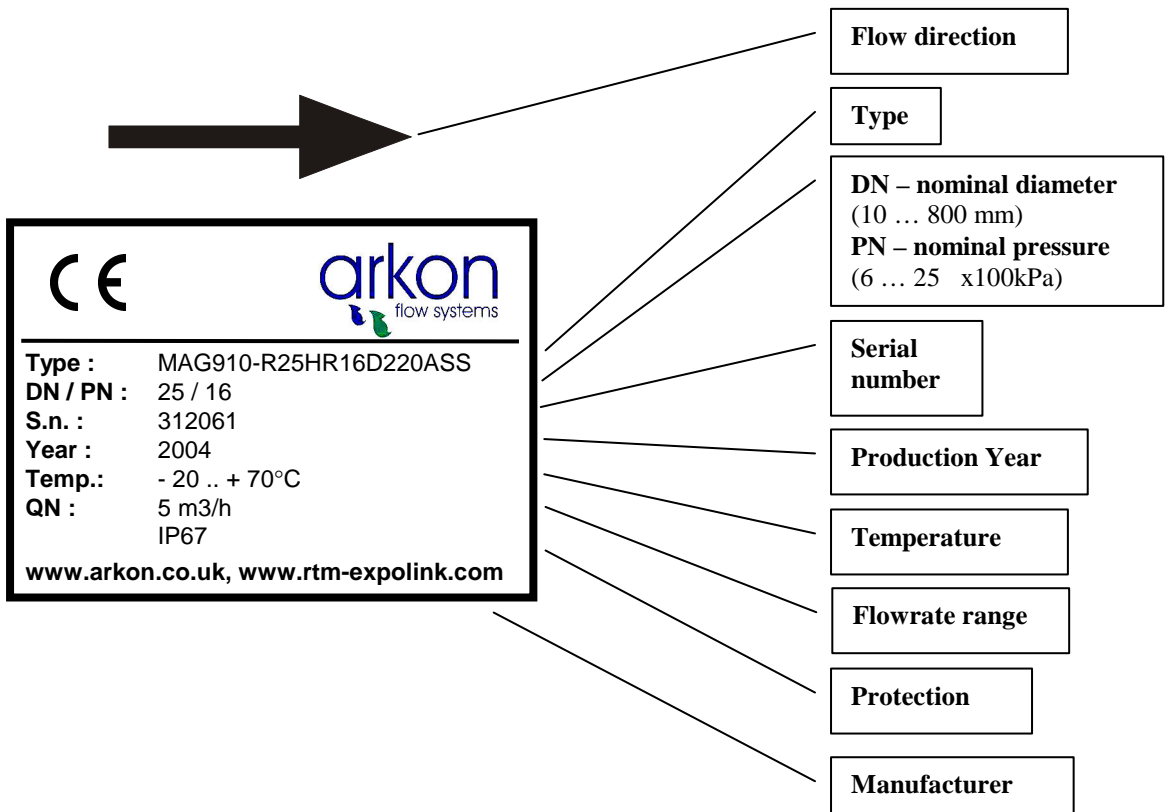 Flow direction
Type
DN – nominal diameter
(10 … 800 mm)
PN – nominal pressure
(6 … 25 x100kPa)
Serial
number
Production Year
Temperature
Flowrate range
Protection
Manufacturer
CE
arkon
flow systems
Type : MAG910-R25HR16D220ASS
DN / PN : 25 / 16
S.n. : 312061
Year : 2004
Temp.: - 20 .. + 70°C
QN : 5 m3/h
IP67
www.arkon.co.uk, www.rtm-expolink.com